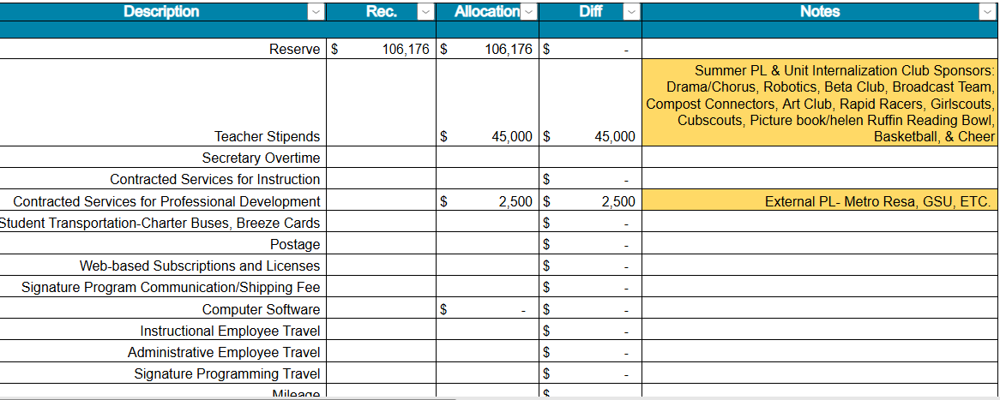 Description Rec. Allocation Diff Notes
Reserve $ 106,176 $ 106,176 $ -
Summer PL & Unit Internalization Club Sponsors:
Drama/Chorus, Robotics, Beta Club, Broadcast Team,
Compost Connectors, Art Club, Rapid Racers, Girlscouts,
Cubscouts, Picture book/helen Ruffin Reading Bowl,
Teacher Stipends $ 45,000 $ 45,000 Basketball, & Cheer
Secretary Overtime
Contracted Services for Instruction $ -
Contracted Services for Professional Development $ 2,500 $ 2,500 External PL- Metro Resa, GSU, ETC.
Student Transportation-Charter Buses, Breeze Cards $ -
Postage $ -
Web-based Subscriptions and Licenses $ -
Signature Program Communication/Shipping Fee $ -
Computer Software $ - $ -
Instructional Employee Travel $ -
Administrative Employee Travel $ -
Signature Programming Travel $ -
Mileage $